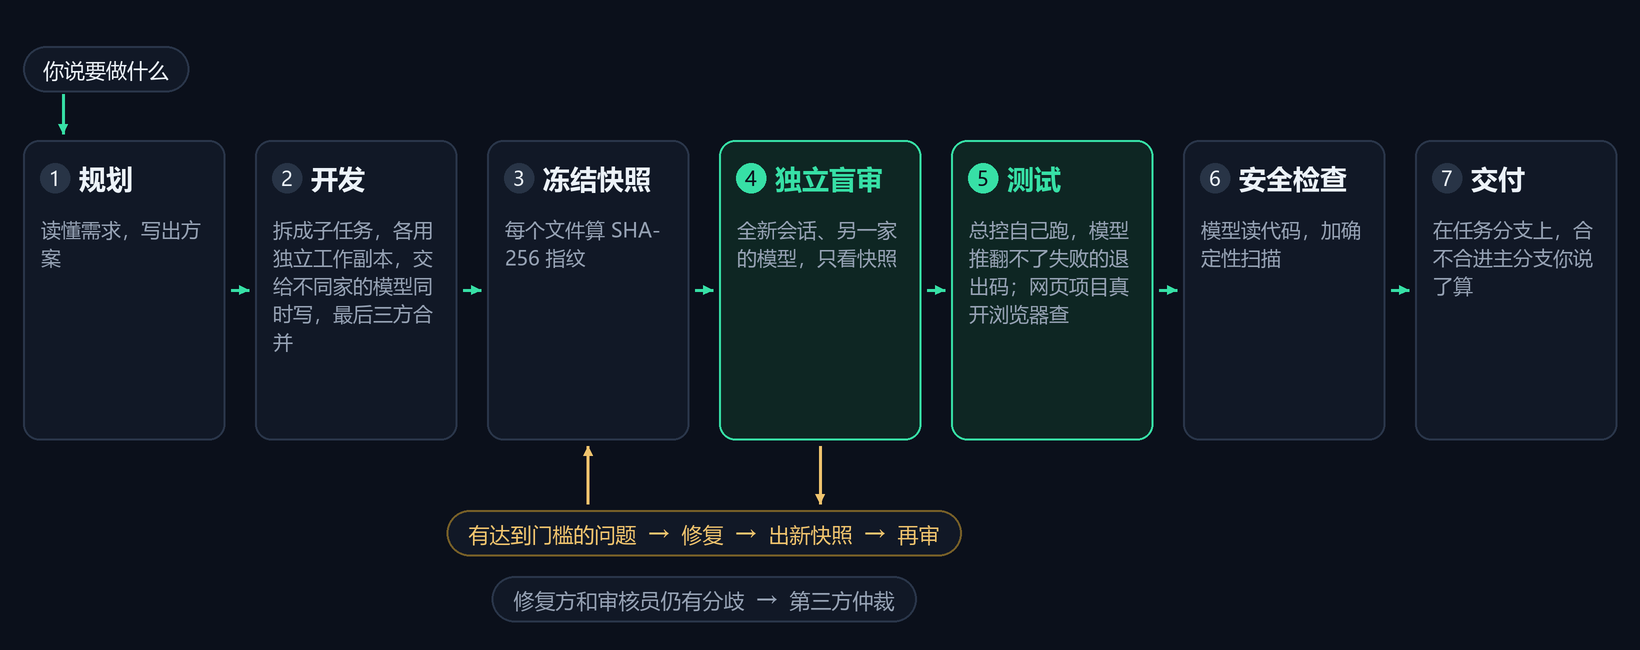 你说要做什么
1 规划
读懂需求，写出方
案
2 开发
拆成子任务，各用
独立工作副本，交
给不同家的模型同
时写，最后三方合
并
3 冻结快照
每个文件算 SHA-
256 指纹
4 独立盲审
全新会话、另一家
的模型，只看快照
5 测试
总控自己跑，模型
推翻不了失败的退
出码；网页项目真
开浏览器查
6 安全检查
模型读代码，加确
定性扫描
7 交付
在任务分支上，合
不合进主分支你说
了算
有达到门槛的问题 → 修复 → 出新快照 → 再审
修复方和审核员仍有分歧 → 第三方仲裁